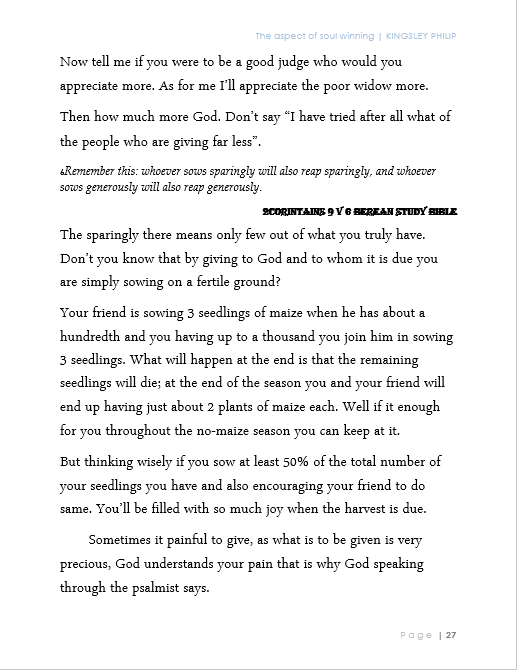 The aspect of soul winning | KINGSLEY PHILIP
Now tell me if you were to be a good judge who would you
appreciate more. As for me I’ll appreciate the poor widow more.
Then how much more God. Don’t say “I have tried after all what of
the people who are giving far less”.
6Remember this: whoever sows sparingly will also reap sparingly, and whoever
sows generously will also reap generously.
2CORINTAINS 9 V 6 BEREAN STUDY BIBLE
The sparingly there means only few out of what you truly have.
Don’t you know that by giving to God and to whom it is due you
are simply sowing on a fertile ground?
Your friend is sowing 3 seedlings of maize when he has about a
hundredth and you having up to a thousand you join him in sowing
3 seedlings. What will happen at the end is that the remaining
seedlings will die; at the end of the season you and your friend will
end up having just about 2 plants of maize each. Well if it enough
for you throughout the no-maize season you can keep at it.
But thinking wisely if you sow at least 50% of the total number of
your seedlings you have and also encouraging your friend to do
same. You’ll be filled with so much joy when the harvest is due.
Sometimes it painful to give, as what is to be given is very
precious, God understands your pain that is why God speaking
through the psalmist says.
Page | 27